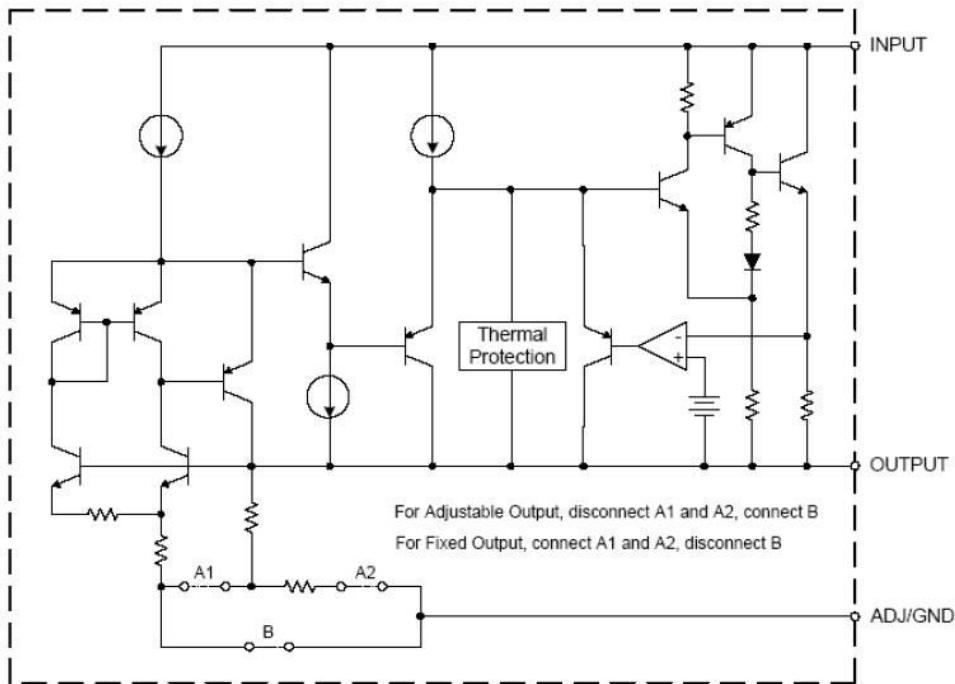 INPUT
Thermal
Protection
-
+
OUTPUT
For Adjustable Output, disconnect A1 and A2, connect B
For Fixed Output, connect A1 and A2, disconnect B
A1
A2
ADJ/GND
B